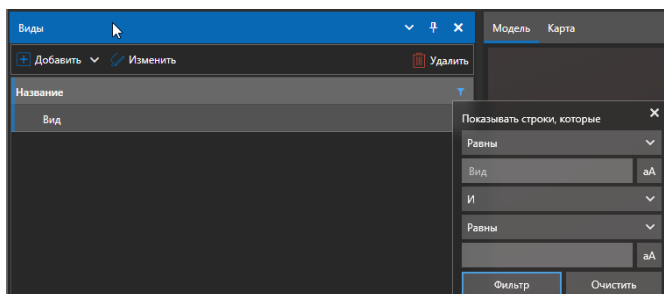 Виды
Модель Карта
Добавить Изменить Удалить
Название
Вид
Показывать строки, которые
Равны
Вид aA
И
Равны
aA
Фильтр Очистить